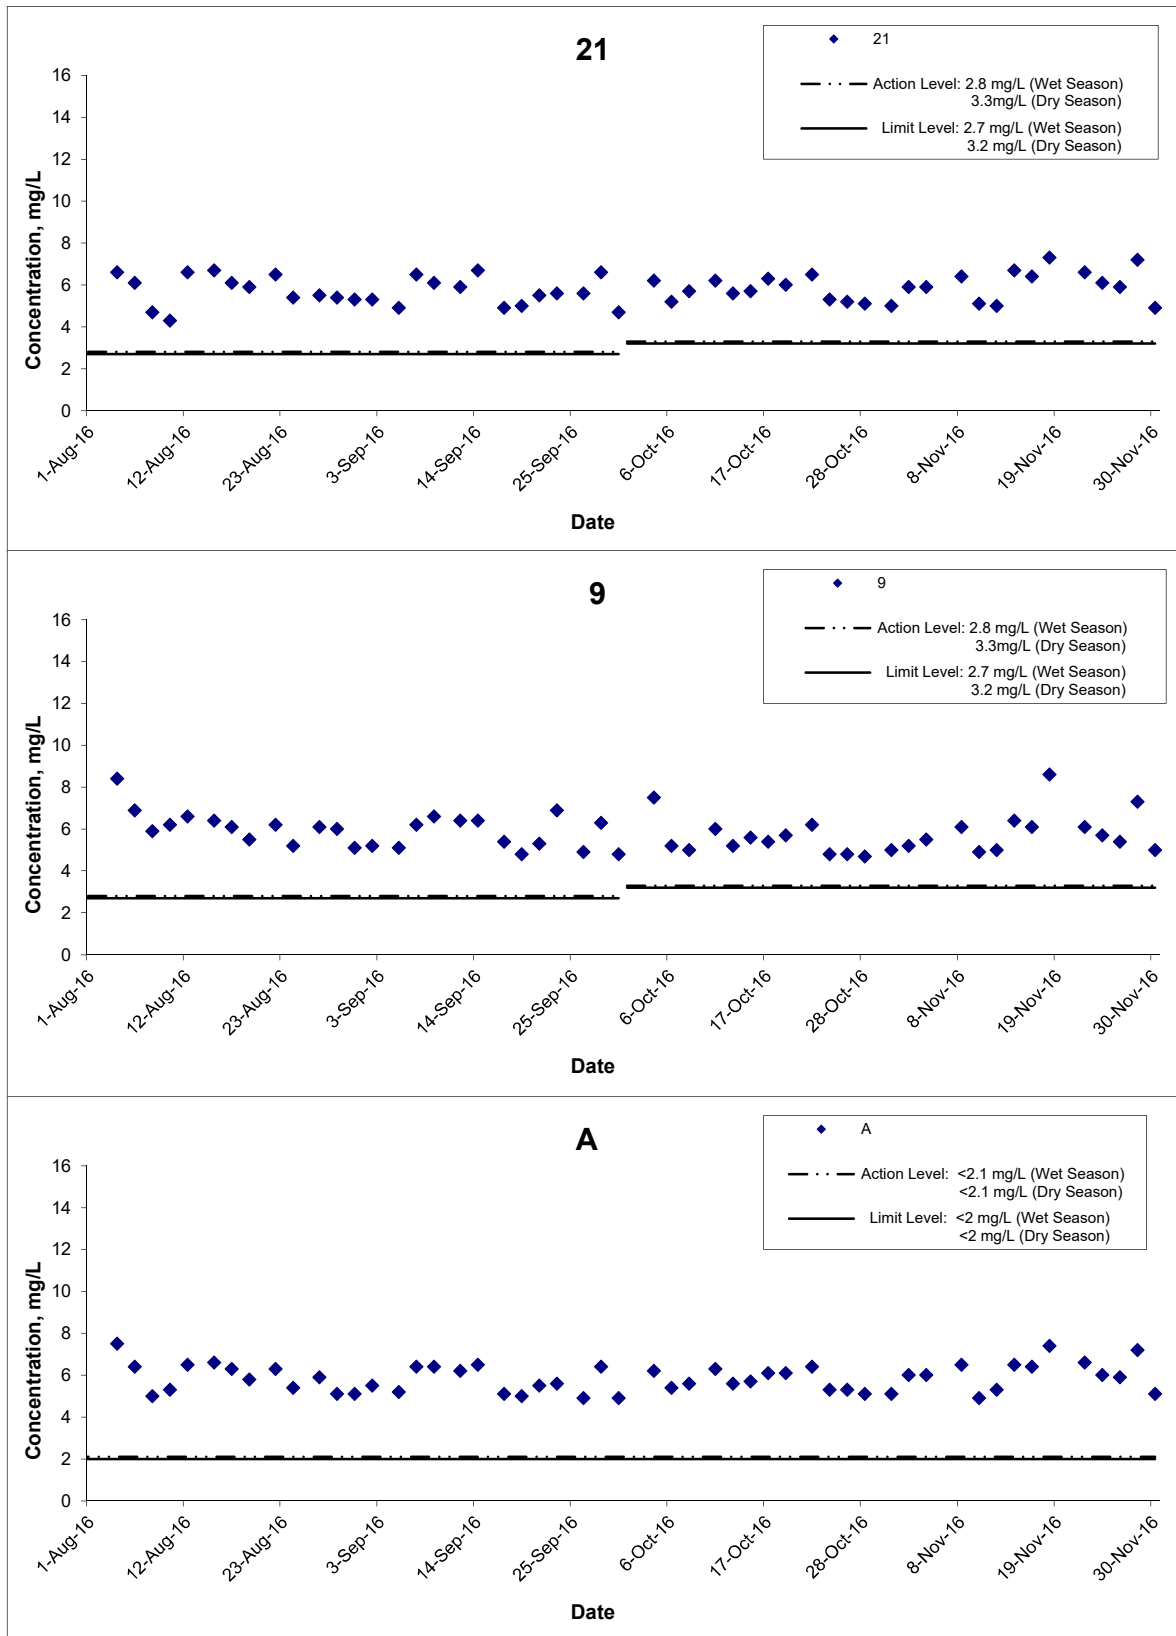 21
21
Action Level: 2.8 mg/L (Wet Season)
3.3mg/L (Dry Season)
Limit Level: 2.7 mg/L (Wet Season)
3.2 mg/L (Dry Season)
Concentration, mg/L
16
14
12
10
8
6
4
2
0
1-Aug-16
12-Aug-16
23-Aug-16
3-Sep-16
14-Sep-16
25-Sep-16
6-Oct-16
17-Oct-16
28-Oct-16
8-Nov-16
19-Nov-16
30-Nov-16
Date
9
9
Action Level: 2.8 mg/L (Wet Season)
3.3mg/L (Dry Season)
Limit Level: 2.7 mg/L (Wet Season)
3.2 mg/L (Dry Season)
Concentration, mg/L
16
14
12
10
8
6
4
2
0
1-Aug-16
12-Aug-16
23-Aug-16
3-Sep-16
14-Sep-16
25-Sep-16
6-Oct-16
17-Oct-16
28-Oct-16
8-Nov-16
19-Nov-16
30-Nov-16
Date
A
A
Action Level: <2.1 mg/L (Wet Season)
<2.1 mg/L (Dry Season)
Limit Level: <2 mg/L (Wet Season)
<2 mg/L (Dry Season)
Concentration, mg/L
16
14
12
10
8
6
4
2
0
1-Aug-16
12-Aug-16
23-Aug-16
3-Sep-16
14-Sep-16
25-Sep-16
6-Oct-16
17-Oct-16
28-Oct-16
8-Nov-16
19-Nov-16
30-Nov-16
Date